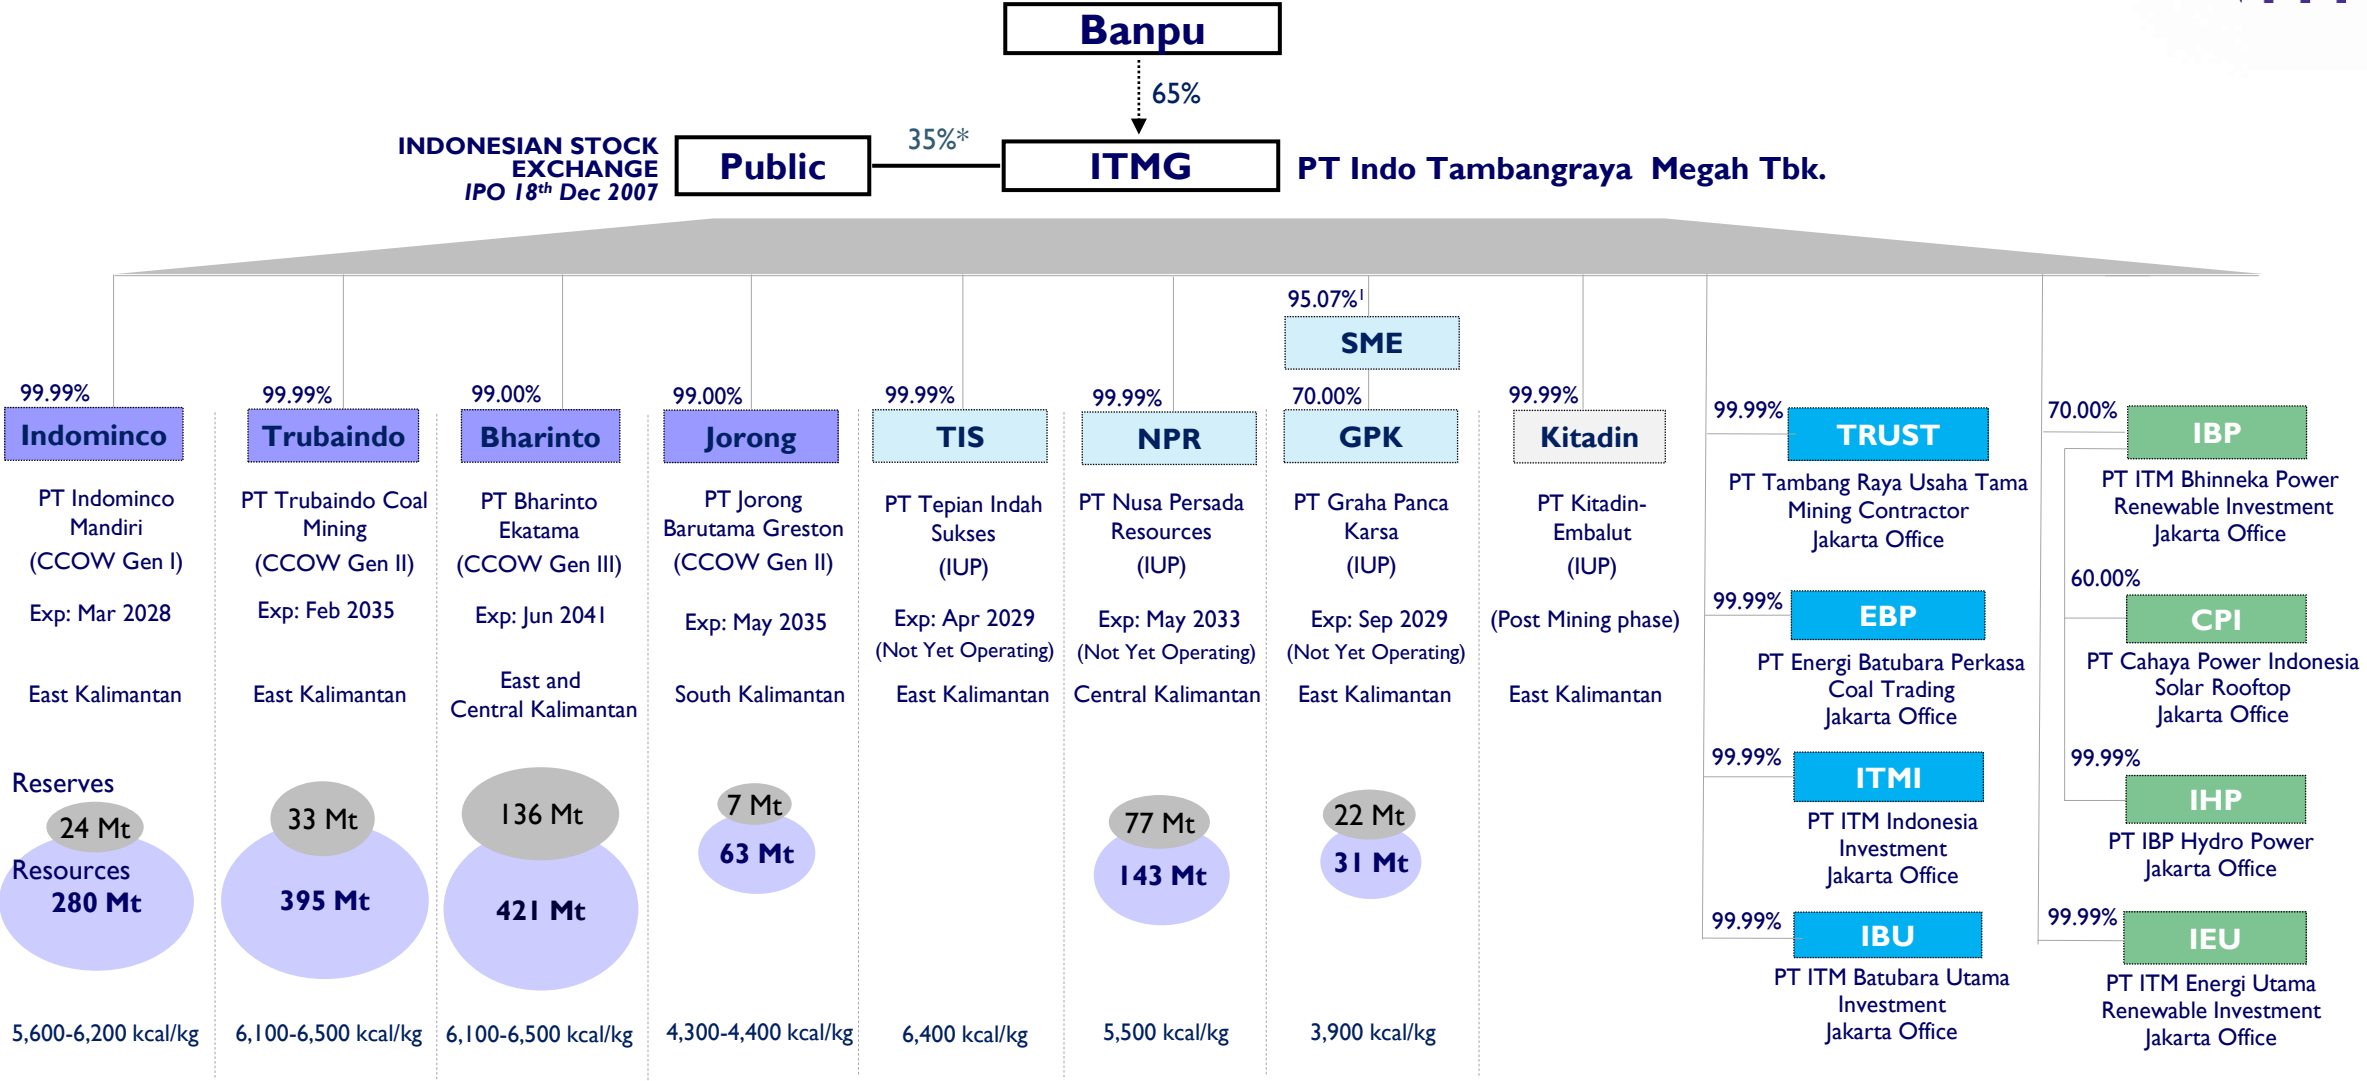 Banpu
65%
INDONESIAN STOCK
EXCHANGE
IPO 18th Dec 2007
Public
35%*
ITMG
PT Indo Tambangraya Megah Tbk.
99.99%
Indominco
PT Indominco
Mandiri
(CCOW Gen I)
Exp: Mar 2028
East Kalimantan
Reserves
24 Mt
Resources
280 Mt
5,600-6,200 kcal/kg
99.99%
Trubaindo
PT Trubaindo Coal
Mining
(CCOW Gen II)
Exp: Feb 2035
East Kalimantan
33 Mt
395 Mt
6,100-6,500 kcal/kg
99.00%
Bharinto
PT Bharinto
Ekatama
(CCOW Gen III)
Exp: Jun 2041
East and
Central Kalimantan
136 Mt
421 Mt
6,100-6,500 kcal/kg
99.00%
Jorong
PT Jorong
Barutama Greston
(CCOW Gen II)
Exp: May 2035
South Kalimantan
7 Mt
63 Mt
4,300-4,400 kcal/kg
99.99%
TIS
PT Tepian Indah
Sukses
(IUP)
Exp: Apr 2029
(Not Yet Operating)
East Kalimantan
6,400 kcal/kg
99.99%
NPR
PT Nusa Persada
Resources
(IUP)
Exp: May 2033
(Not Yet Operating)
Central Kalimantan
77 Mt
143 Mt
5,500 kcal/kg
95.07%1
SME
70.00%
GPK
PT Graha Panca
Karsa
(IUP)
Exp: Sep 2029
(Not Yet Operating)
East Kalimantan
22 Mt
31 Mt
3,900 kcal/kg
99.99%
Kitadin
PT Kitadin-
Embalut
(IUP)
(Post Mining phase)
East Kalimantan
99.99%
TRUST
PT Tambang Raya Usaha Tama
Mining Contractor
Jakarta Office
99.99%
EBP
PT Energi Batubara Perkasa
Coal Trading
Jakarta Office
99.99%
ITMI
PT ITM Indonesia
Investment
Jakarta Office
99.99%
IBU
PT ITM Batubara Utama
Investment
Jakarta Office
70.00%
IBP
PT ITM Bhinneka Power
Renewable Investment
Jakarta Office
60.00%
CPI
PT Cahaya Power Indonesia
Solar Rooftop
Jakarta Office
99.99%
IHP
PT IBP Hydro Power
Jakarta Office
99.99%
IEU
PT ITM Energi Utama
Renewable Investment
Jakarta Office